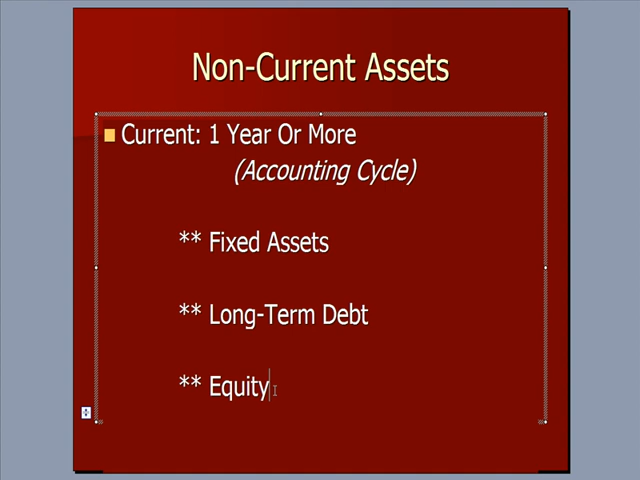 Non-Current Assets
Current: 1 Year Or More
(Accounting Cycle)
** Fixed Assets
** Long-Term Debt
** Equity